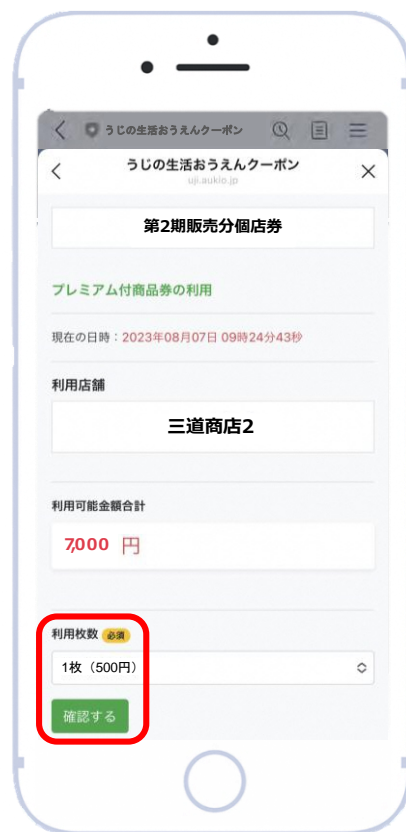 うじの生活おうえんクーポン
うじの生活おうえんクーポン
uji.aukio.jp
第2期販売分個店券
プレミアム付商品券の利用
現在の日時：2023年08月07日 09時24分43秒
利用店舗
三道商店2
利用可能金額合計
7,000 円
利用枚数 必須
1枚（500円）
確認する